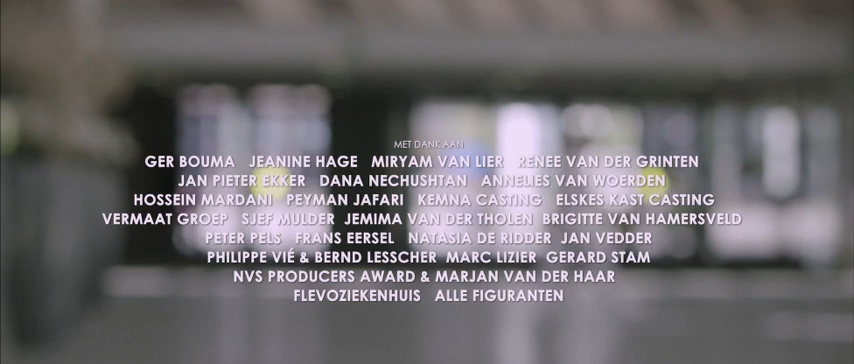 MET DANK AAN
GER BOUMA JEANINE HAGE MIRYAM VAN LIER RENEE VAN DER GRINTEN
JAN PIETER EKKER DANA NECHUSHTAN ANNELIES VAN WOERDEN
HOSSEIN MARDANI PEYMAN JAFARI KEMNA CASTING ELSKES KAST CASTING
VERMAAT GROEP SJEF MULDER JEMIMA VAN DER THOLEN BRIGITTE VAN HAMERSVELD
PETER PELS FRANS EERSEL NATASIA DE RIDDER JAN VEDDER
PHILIPPE VIÉ & BERND LESSCHER MARC LIZIER GERARD STAM
NVS PRODUCERS AWARD & MARJAN VAN DER HAAR
FLEVOZIEKENHUIS ALLE FIGURANTEN